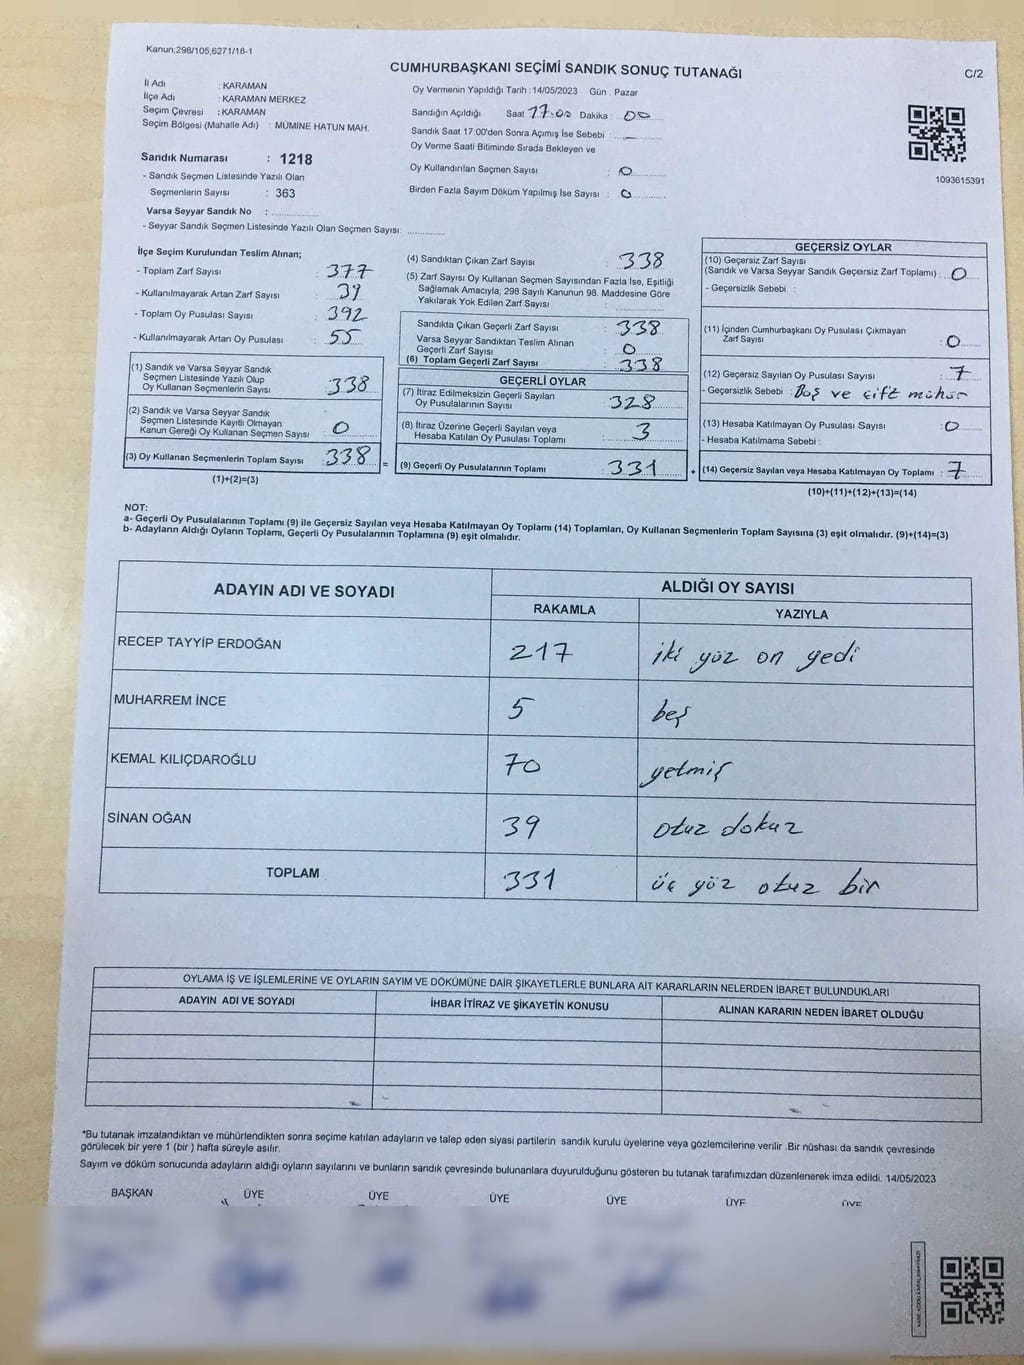 Kanun;298/105,6271/18-1
CUMHURBAŞKANI SEÇİMİ SANDIK SONUÇ TUTANAĞI
C/2
İl Adı : KARAMAN
İlçe Adı : KARAMAN MERKEZ
Seçim Çevresi : KARAMAN
Seçim Bölgesi (Mahalle Adı) : MÜMİNE HATUN MAH.
Oy Vermenin Yapıldığı Tarih : 14/05/2023 Gün : Pazar
Sandığın Açıldığı Saat 17.00 Dakika : 00
Sandık Saat 17:00'den Sonra Açımış İse Sebebi : —
Oy Verme Saati Bitiminde Sırada Bekleyen ve
Oy Kullandırılan Seçmen Sayısı : 0
Birden Fazla Sayım Döküm Yapılmış İse Sayısı : 0
1093615391
Sandık Numarası : 1218
- Sandık Seçmen Listesinde Yazılı Olan
Seçmenlerin Sayısı : 363
Varsa Seyyar Sandık No :
- Seyyar Sandık Seçmen Listesinde Yazılı Olan Seçmen Sayısı:
İlçe Seçim Kurulundan Teslim Alınan;
- Toplam Zarf Sayısı : 377
- Kullanılmayarak Artan Zarf Sayısı : 39
- Toplam Oy Pusulası Sayısı : 392
- Kullanılmayarak Artan Oy Pusulası : 55
(1) Sandık ve Varsa Seyyar Sandık
Seçmen Listesinde Yazılı Olup
Oy Kullanan Seçmenlerin Sayısı : 338
(2) Sandık ve Varsa Seyyar Sandık
Seçmen Listesinde Kayıtlı Olmayan
Kanun Gereği Oy Kullanan Seçmen Sayısı : 0
(3) Oy Kullanan Seçmenlerin Toplam Sayısı : 338
(1)+(2)=(3)
=
(4) Sandıktan Çıkan Zarf Sayısı : 338
(5) Zarf Sayısı Oy Kullanan Seçmen Sayısından Fazla İse, Eşitliği
Sağlamak Amacıyla; 298 Sayılı Kanunun 98. Maddesine Göre
Yakılarak Yok Edilen Zarf Sayısı :
Sandıkta Çıkan Geçerli Zarf Sayısı : 338
Varsa Seyyar Sandıktan Teslim Alınan
Geçerli Zarf Sayısı : 0
(6) Toplam Geçerli Zarf Sayısı : 338
GEÇERLİ OYLAR
(7) İtiraz Edilmeksizin Geçerli Sayılan
Oy Pusulalarının Sayısı : 328
(8) İtiraz Üzerine Geçerli Sayılan veya
Hesaba Katılan Oy Pusulası Toplamı : 3
(9) Geçerli Oy Pusulalarının Toplamı : 331
+
GEÇERSİZ OYLAR
(10) Geçersiz Zarf Sayısı
(Sandık ve Varsa Seyyar Sandık Geçersiz Zarf Toplamı) : 0
- Geçersizlik Sebebi :
(11) İçinden Cumhurbaşkanı Oy Pusulası Çıkmayan
Zarf Sayısı : 0
(12) Geçersiz Sayılan Oy Pusulası Sayısı : 7
- Geçersizlik Sebebi : Boş ve çift mühür
(13) Hesaba Katılmayan Oy Pusulası Sayısı : 0
- Hesaba Katılmama Sebebi :
(14) Geçersiz Sayılan veya Hesaba Katılmayan Oy Toplamı : 7
(10)+(11)+(12)+(13)=(14)
NOT:
a- Geçerli Oy Pusulalarının Toplamı (9) ile Geçersiz Sayılan veya Hesaba Katılmayan Oy Toplamı (14) Toplamları, Oy Kullanan Seçmenlerin Toplam Sayısına (3) eşit olmalıdır. (9)+(14)=(3)
b- Adayların Aldığı Oyların Toplamı, Geçerli Oy Pusulalarının Toplamına (9) eşit olmalıdır.
ADAYIN ADI VE SOYADI
ALDIĞI OY SAYISI
RAKAMLA YAZIYLA
RECEP TAYYİP ERDOĞAN 217 iki yüz on yedi
MUHARREM İNCE 5 beş
KEMAL KILIÇDAROĞLU 70 yetmiş
SİNAN OĞAN 39 otuz dokuz
TOPLAM 331 üç yüz otuz bir
OYLAMA İŞ VE İŞLEMLERİNE VE OYLARIN SAYIM VE DÖKÜMÜNE DAİR ŞİKAYETLERLE BUNLARA AİT KARARLARIN NELERDEN İBARET BULUNDUKLARI
ADAYIN ADI VE SOYADI İHBAR İTİRAZ VE ŞİKAYETİN KONUSU ALINAN KARARIN NEDEN İBARET OLDUĞU
*Bu tutanak imzalandıktan ve mühürlendikten sonra seçime katılan adayların ve talep eden siyasi partilerin sandık kurulu üyelerine veya gözlemcilerine verilir .Bir nüshası da sandık çevresinde
görülecek bir yere 1 (bir ) hafta süreyle asılır.
Sayım ve döküm sonucunda adayların aldığı oyların sayılarını ve bunların sandık çevresinde bulunanlara duyurulduğunu gösteren bu tutanak tarafımızdan düzenlenerek imza edildi. 14/05/2023
BAŞKAN ÜYE ÜYE ÜYE ÜYE ÜYE ÜYE